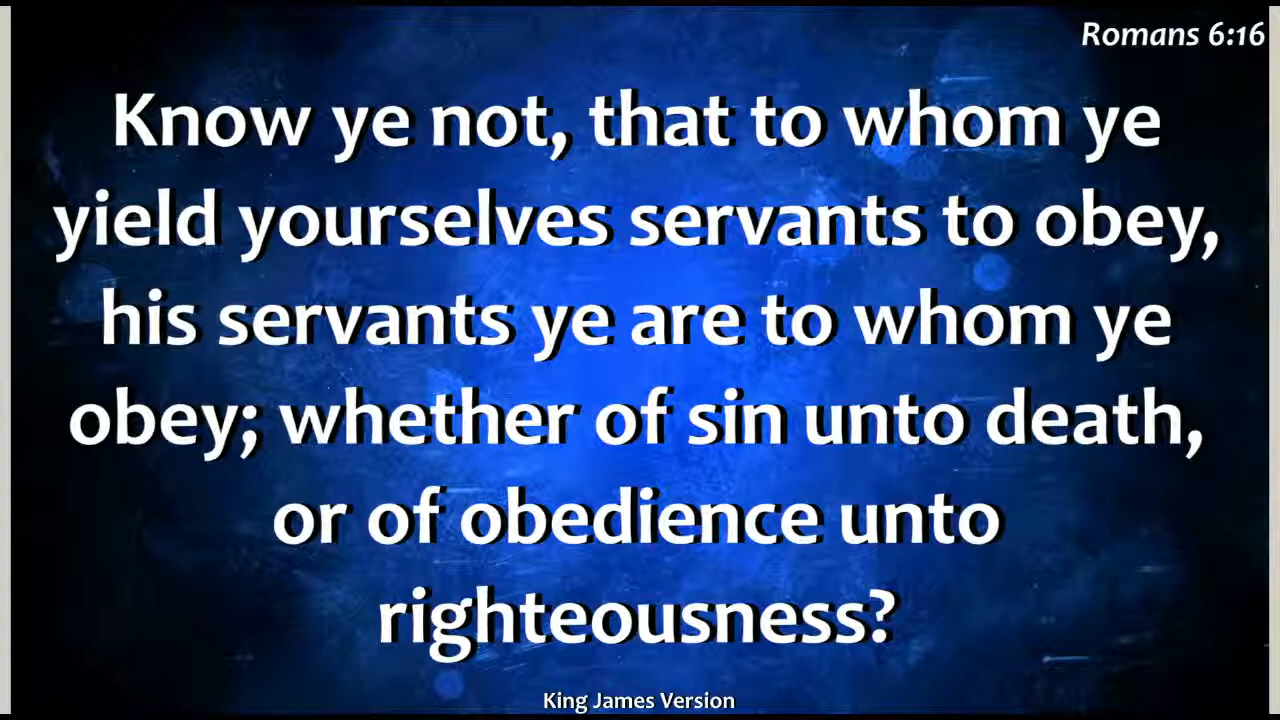 Romans 6:16
Know ye not, that to whom ye
yield yourselves servants to obey,
his servants ye are to whom ye
obey; whether of sin unto death,
or of obedience unto
righteousness?
King James Version